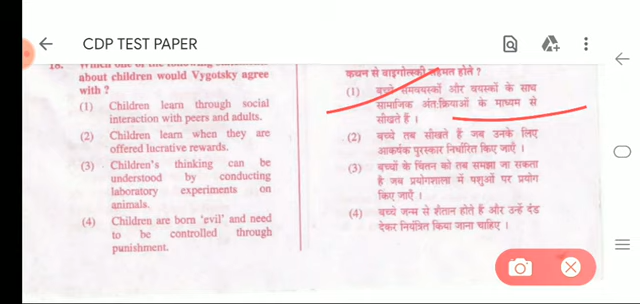 CDP TEST PAPER
about children would Vygotsky agree
with ?
(1) Children learn through social
interaction with peers and adults.
(2) Children learn when they are
offered lucrative rewards.
(3) Children's thinking can be
understood by conducting
laboratory experiments on
animals.
(4) Children are born 'evil' and need
to be controlled through
punishment.
कथन से वाइगोत्स्की सहमत होते ?
(1) बच्चे समवयस्कों और वयस्कों के साथ
सामाजिक अंत:क्रियाओं के माध्यम से
सीखते हैं ।
(2) बच्चे तब सीखते हैं जब उनके लिए
आकर्षक पुरस्कार निर्धारित किए जाएँ ।
(3) बच्चों के चिंतन को तब समझा जा सकता
है जब प्रयोगशाला में पशुओं पर प्रयोग
किए जाएँ ।
(4) बच्चे जन्म से शैतान होते हैं और उन्हें दंड
देकर नियंत्रित किया जाना चाहिए ।